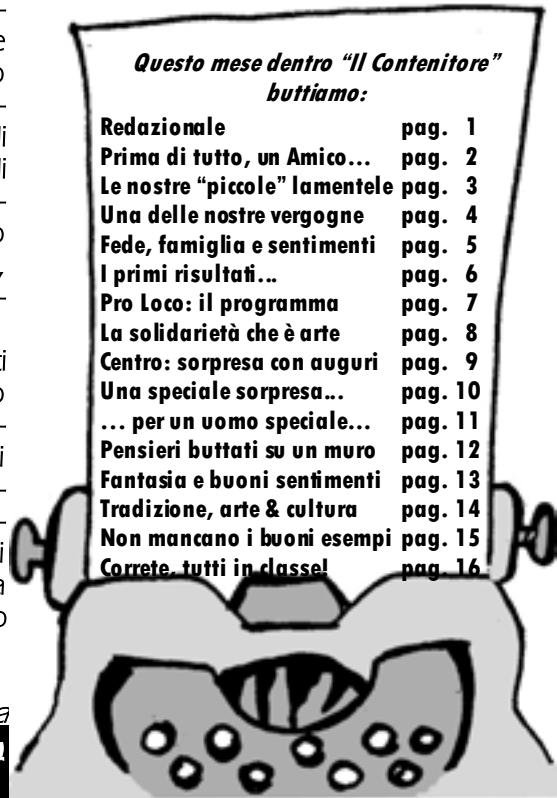 Questo mese dentro “Il Contenitore”
buttiamo:
Redazionale pag. 1
Prima di tutto, un Amico... pag. 2
Le nostre “piccole” lamentele pag. 3
Una delle nostre vergogne pag. 4
Fede, famiglia e sentimenti pag. 5
I primi risultati... pag. 6
Pro Loco: il programma pag. 7
La solidarietà che è arte pag. 8
Centro: sorpresa con auguri pag. 9
Una speciale sorpresa... pag. 10
... per un uomo speciale... pag. 11
Pensieri buttati su un muro pag. 12
Fantasia e buoni sentimenti pag. 13
Tradizione, arte & cultura pag. 14
Non mancano i buoni esempi pag. 15
Correte, tutti in classe! pag. 16